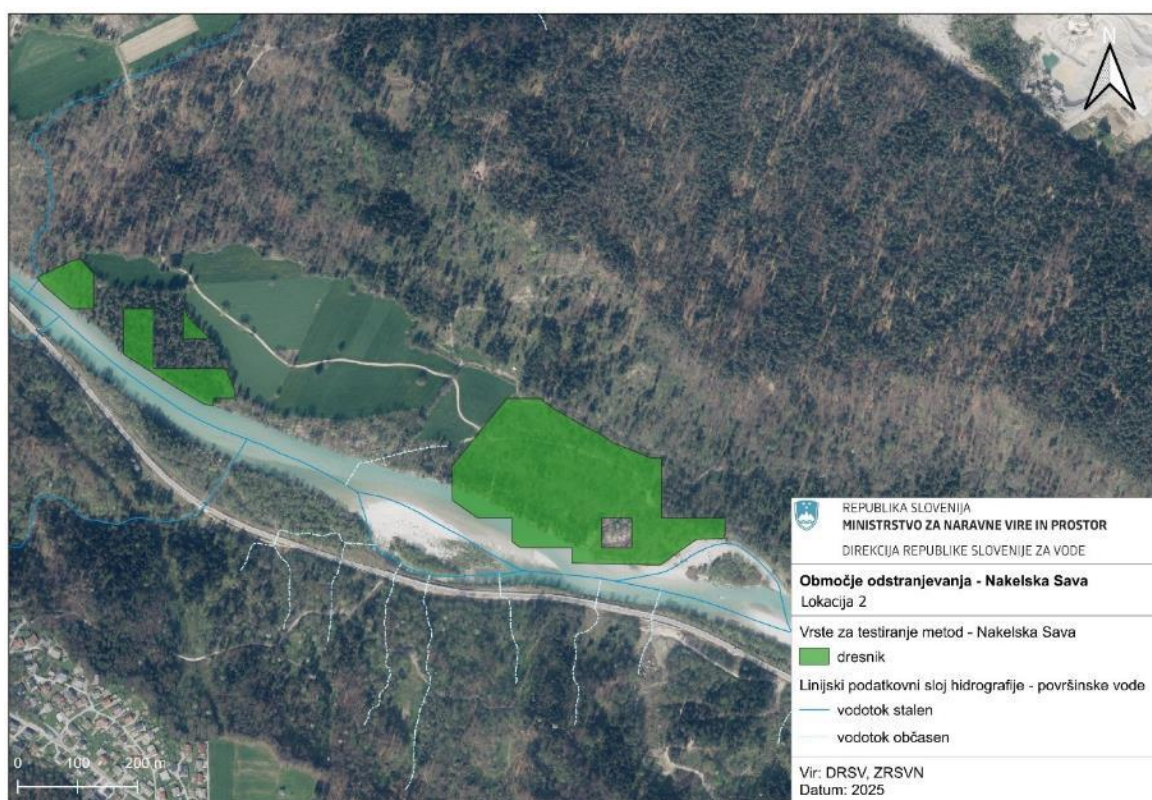 N
REPUBLIKA SLOVENIJA
MINISTRSTVO ZA NARAVNE VIRE IN PROSTOR
DIREKCIJA REPUBLIKE SLOVENIJE ZA VODE
Območje odstranjevanja - Nakelska Sava
Lokacija 2
Vrste za testiranje metod - Nakelska Sava
dresnik
Linijski podatkovni sloj hidrografije - površinske vode
vodotok stalen
vodotok občasen
Vir: DRSV, ZRSVN
Datum: 2025
0 100 200 m